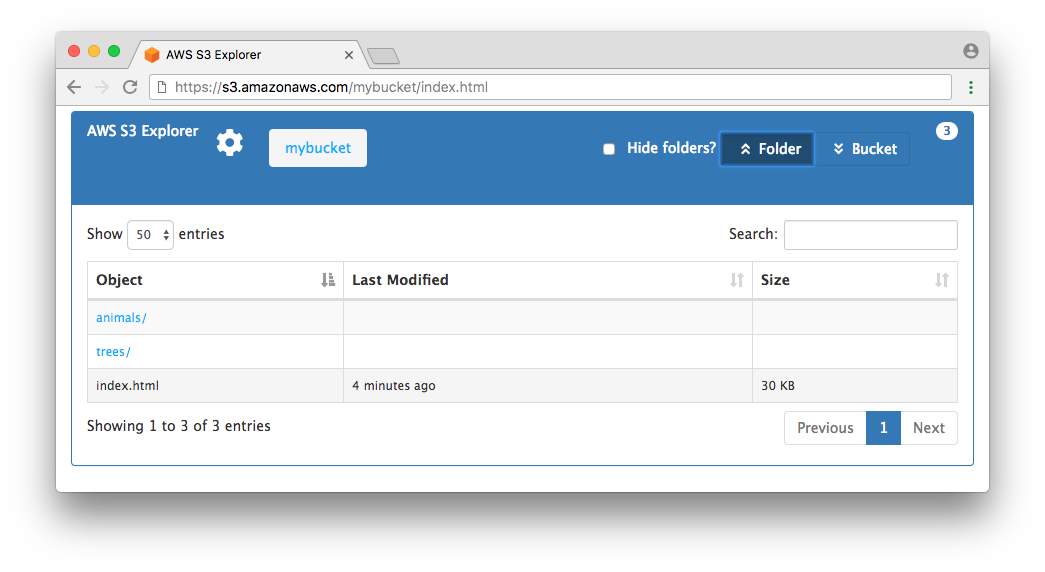 AWS S3 Explorer
https://s3.amazonaws.com/mybucket/index.html
AWS S3 Explorer mybucket Hide folders? Folder Bucket 3
Show 50 entries Search:
Object Last Modified Size
animals/
trees/
index.html 4 minutes ago 30 KB
Showing 1 to 3 of 3 entries Previous 1 Next